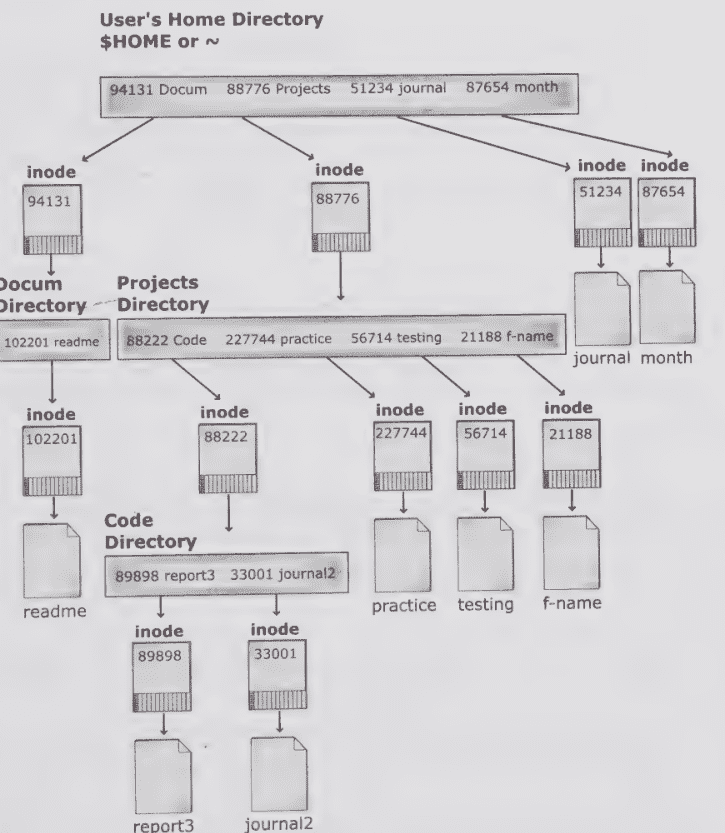 User's Home Directory
$HOME or ~
94131 Docum 88776 Projects 51234 journal 87654 month
inode
94131
inode
88776
inode
51234
inode
87654
Docum
Directory
Projects
Directory
journal
month
102201 readme
88222 Code 227744 practice 56714 testing 21188 f-name
inode
102201
inode
88222
inode
227744
inode
56714
inode
21188
readme
Code
Directory
practice
testing
f-name
89898 report3 33001 journal2
inode
89898
inode
33001
report3
journal2